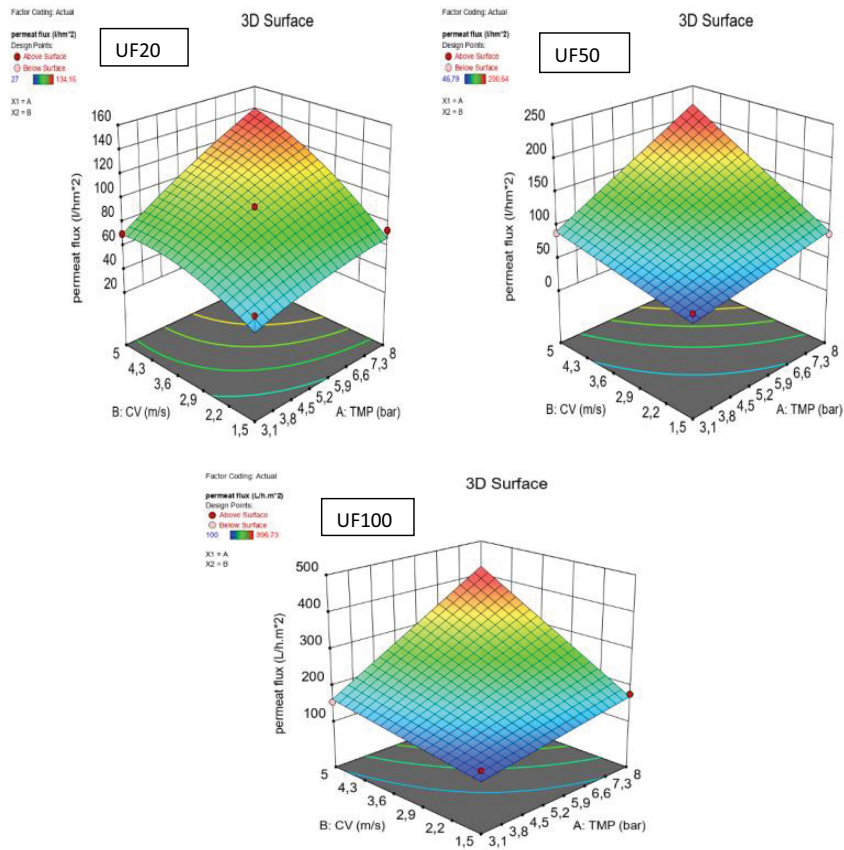 Factor Coding: Actual
3D Surface
permeat flux (l/hm^2)
Design Points:
Above Surface
Below Surface
27 134,16
X1 = A
X2 = B
UF20
160
140
120
100
80
60
40
20
permeat flux (l/hm^2)
5
4,3
3,6
2,9
2,2
1,5
B: CV (m/s)
3,1
3,8
4,5
5,2
5,9
6,6
7,3
8
A: TMP (bar)
Factor Coding: Actual
3D Surface
permeat flux (l/hm^2)
Design Points:
Above Surface
Below Surface
46,79 200,64
X1 = A
X2 = B
UF50
250
200
150
100
50
0
permeat flux (l/hm^2)
5
4,3
3,6
2,9
2,2
1,5
B: CV (m/s)
3,1
3,8
4,5
5,2
5,9
6,6
7,3
8
A: TMP (bar)
Factor Coding: Actual
3D Surface
permeat flux (L/h.m^2)
Design Points:
Above Surface
Below Surface
100 396,73
X1 = A
X2 = B
UF100
500
400
300
200
100
permeat flux (L/h.m^2)
5
4,3
3,6
2,9
2,2
1,5
B: CV (m/s)
3,1
3,8
4,5
5,2
5,9
6,6
7,3
8
A: TMP (bar)